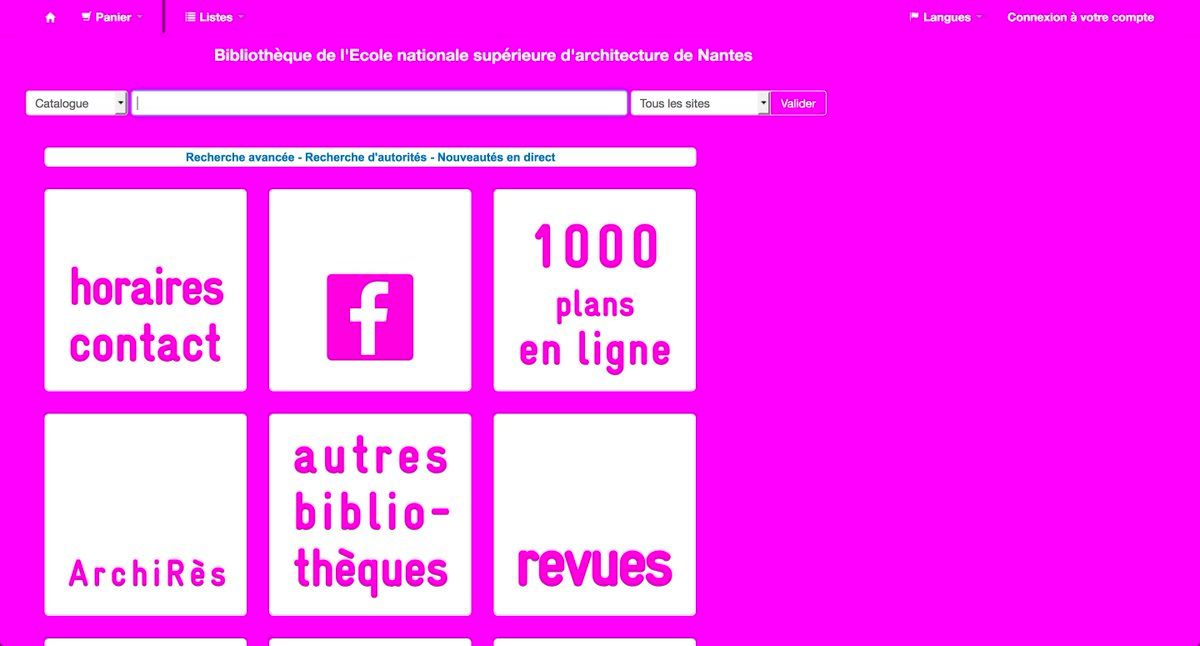 Panier
Listes
Langues
Connexion à votre compte
Bibliothèque de l'Ecole nationale supérieure d'architecture de Nantes
Catalogue
Tous les sites
Valider
Recherche avancée - Recherche d'autorités - Nouveautés en direct
horaires
contact
f
1000
plans
en ligne
ArchiRès
autres
biblio-
thèques
revues